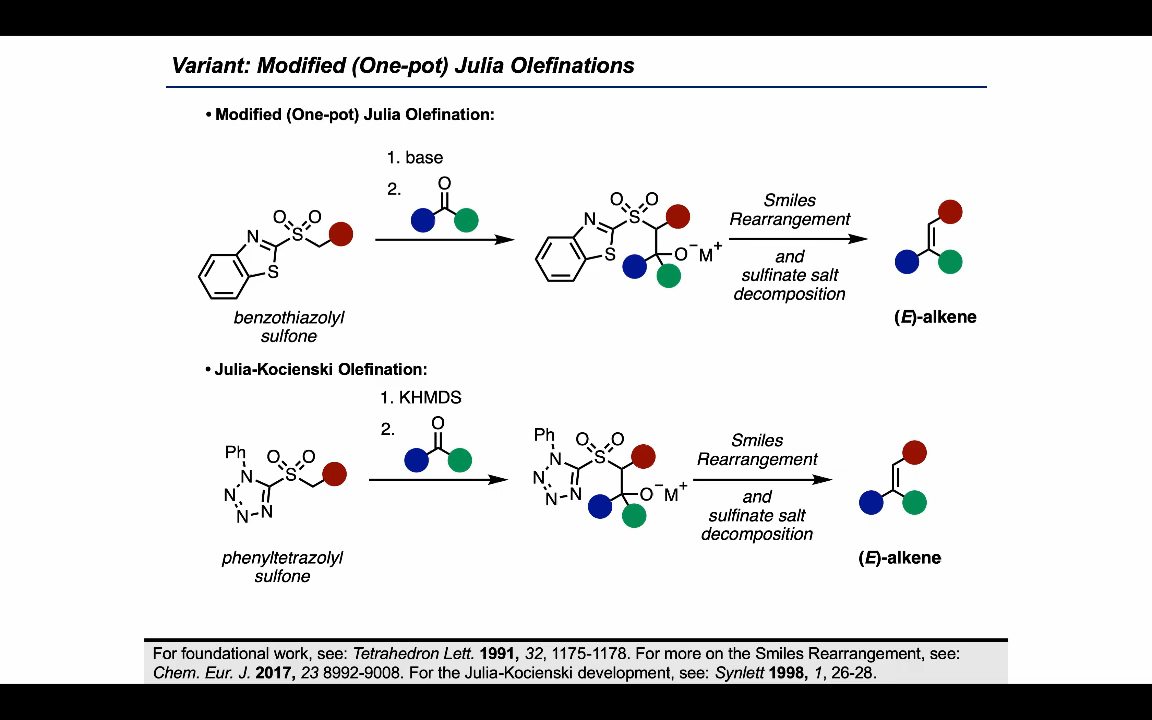 Variant: Modified (One-pot) Julia Olefinations
• Modified (One-pot) Julia Olefination:
1. base
2.
O
O O
S
N
S
benzothiazolyl
sulfone
O O
S
N
S
O⁻ M⁺
Smiles
Rearrangement
and
sulfinate salt
decomposition
(E)-alkene
• Julia-Kocienski Olefination:
1. KHMDS
2.
O
Ph
O O
N S
N
N N
phenyltetrazolyl
sulfone
Ph
O O
N S
N
N N
O⁻ M⁺
Smiles
Rearrangement
and
sulfinate salt
decomposition
(E)-alkene
For foundational work, see: Tetrahedron Lett. 1991, 32, 1175-1178. For more on the Smiles Rearrangement, see:
Chem. Eur. J. 2017, 23 8992-9008. For the Julia-Kocienski development, see: Synlett 1998, 1, 26-28.